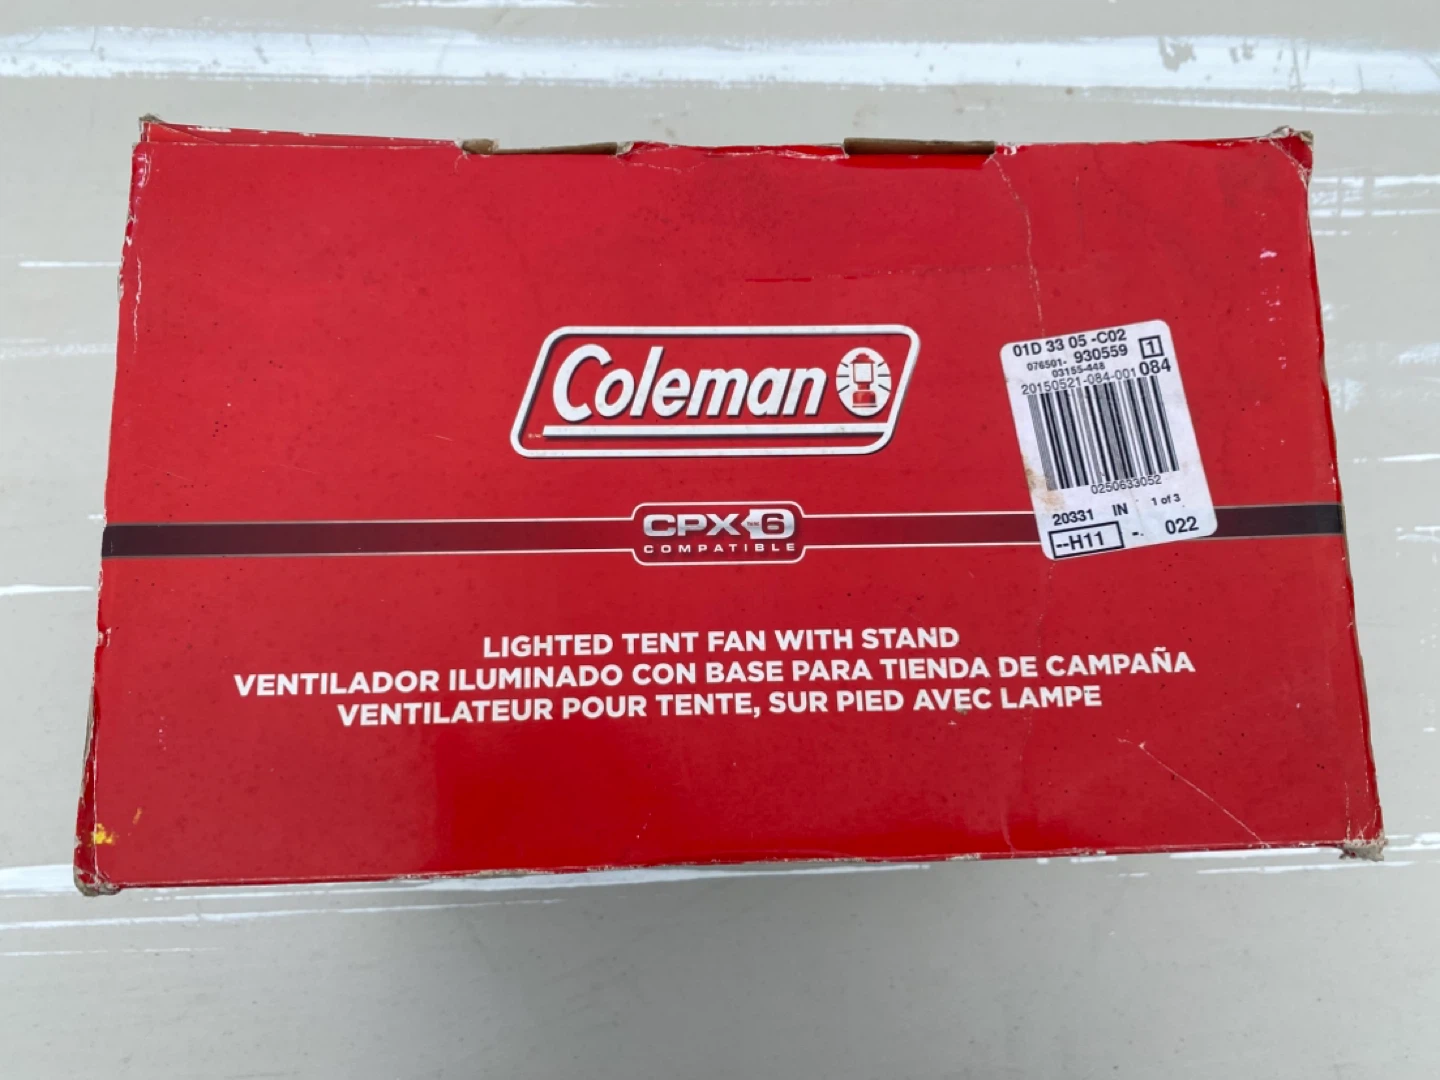 Coleman
CPX 6
COMPATIBLE
LIGHTED TENT FAN WITH STAND
VENTILADOR ILUMINADO CON BASE PARA TIENDA DE CAMPAÑA
VENTILATEUR POUR TENTE, SUR PIED AVEC LAMPE
01D 33 05 -C02
076501- 930559 1
03155-448
20150521-084-001 084
0250633052
20331 IN 1 of 3
--H11 -. 022